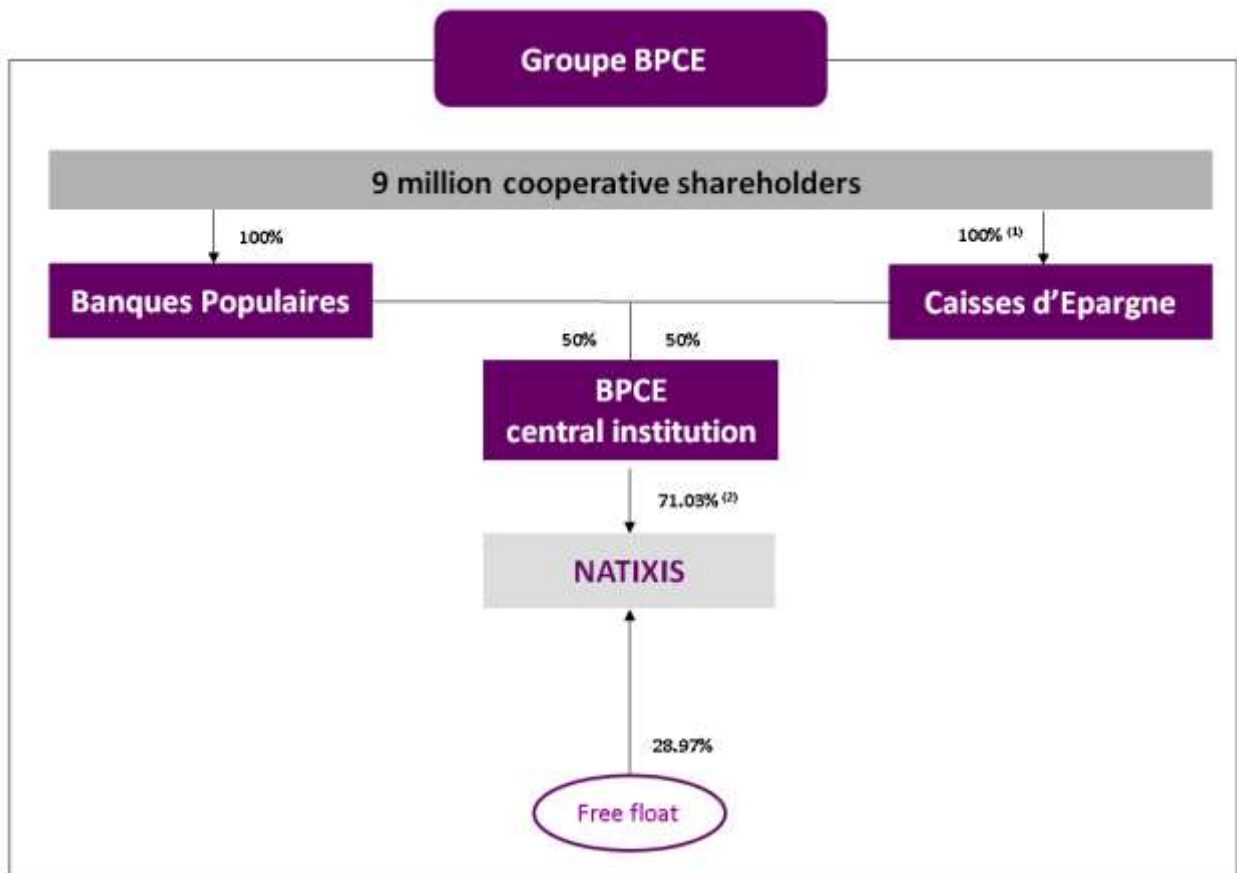 Groupe BPCE
9 million cooperative shareholders
100%
100% (1)
Banques Populaires
Caisses d’Epargne
50%
50%
BPCE
central institution
71.03% (2)
NATIXIS
28.97%
Free float